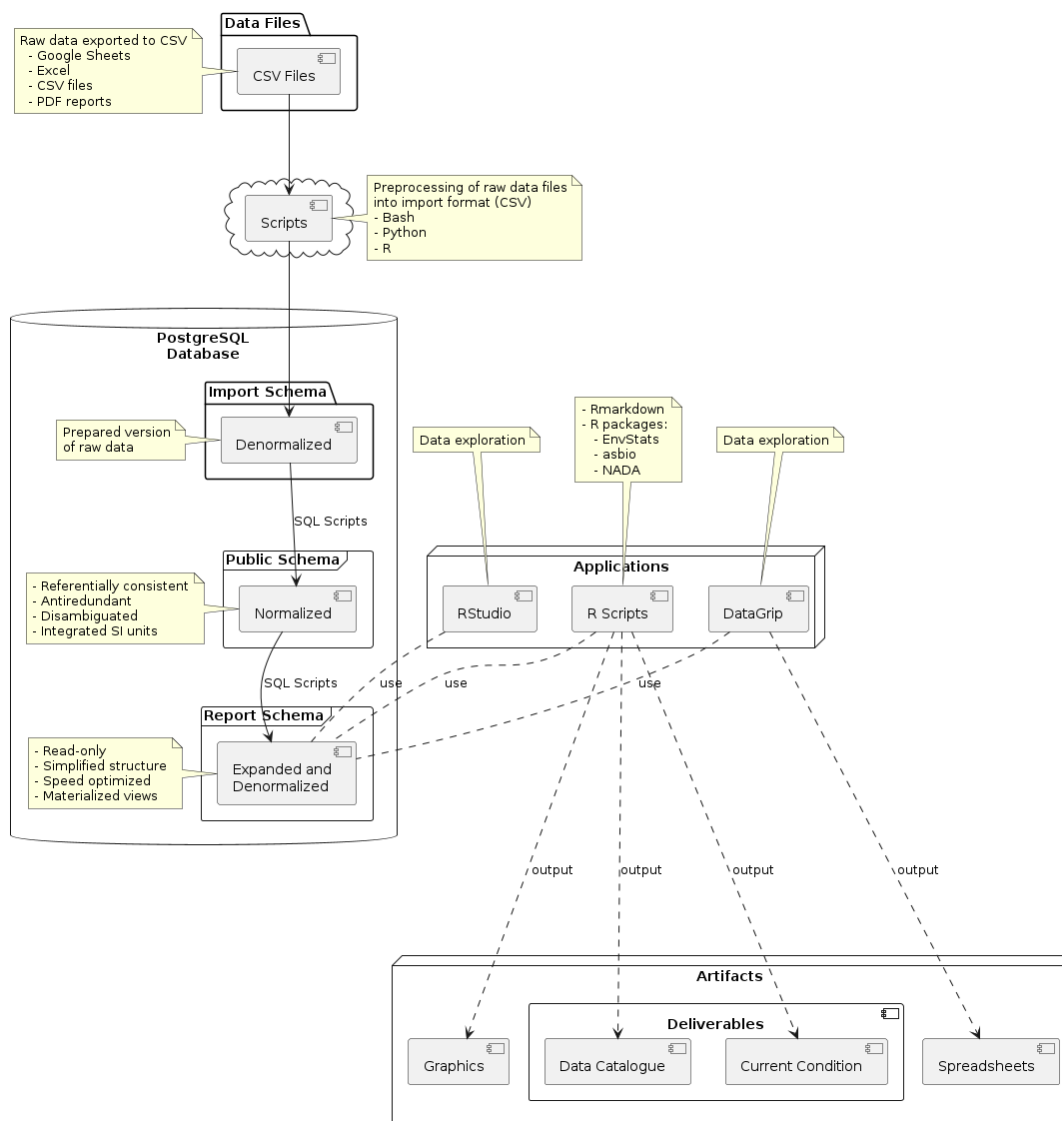 Data Files
Raw data exported to CSV
- Google Sheets
- Excel
- CSV files
- PDF reports
CSV Files
Preprocessing of raw data files
into import format (CSV)
- Bash
- Python
- R
Scripts
PostgreSQL
Database
Import Schema
Prepared version
of raw data
Denormalized
SQL Scripts
Public Schema
- Referentially consistent
- Antiredundant
- Disambiguated
- Integrated SI units
Normalized
SQL Scripts
Report Schema
- Read-only
- Simplified structure
- Speed optimized
- Materialized views
Expanded and
Denormalized
Data exploration
- Rmarkdown
- R packages:
- EnvStats
- asbio
- NADA
Data exploration
Applications
RStudio
R Scripts
DataGrip
use
use
use
output
output
output
output
Artifacts
Deliverables
Graphics
Data Catalogue
Current Condition
Spreadsheets